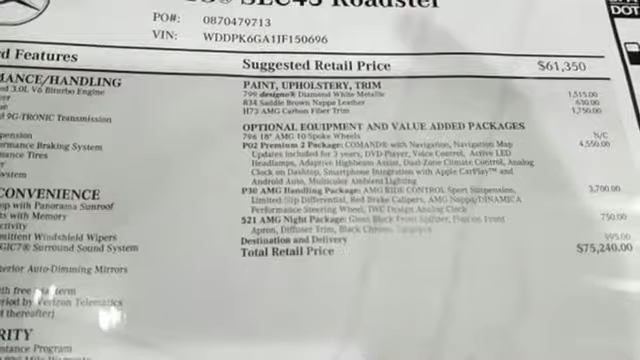 SLC43 Roadster
PO#: 0870479713
VIN: WDDPK6GA1JF150696
Features
Suggested Retail Price $61,350
MANCE/HANDLING
3.0L V6 Biturbo Engine
9G-TRONIC Transmission
Braking System
Tires
CONVENIENCE
with Panorama Sunroof
with Memory
Windshield Wipers
Surround Sound System
Auto-Dimming Mirrors
with free term
by Verizon Telematics
thereafter)
RITY
Program
PAINT, UPHOLSTERY, TRIM
799 designo® Diamond White Metallic 1,515.00
834 Saddle Brown Nappa Leather 630.00
H73 AMG Carbon Fiber Trim 1,750.00
OPTIONAL EQUIPMENT AND VALUE ADDED PACKAGES
796 18" AMG 10-Spoke Wheels N/C
P02 Premium 2 Package: COMAND® with Navigation, Navigation Map 4,550.00
Updates Included for 3 years, DVD Player, Voice Control, Active LED
Headlamps, Adaptive Highbeam Assist, Dual-Zone Climate Control, Analog
Clock on Dashtop, Smartphone Integration with Apple CarPlay™ and
Android Auto, Multicolor Ambient Lighting
P30 AMG Handling Package: AMG RIDE CONTROL Sport Suspension, 3,700.00
Limited Slip Differential, Red Brake Calipers, AMG Nappa/DINAMICA
Performance Steering Wheel, IWC Design Analog Clock
521 AMG Night Package: Gloss Black Front Splitter, Front 750.00
Apron, Diffuser Trim, Black Chrome
Destination and Delivery 995.00
Total Retail Price $75,240.00
DOT